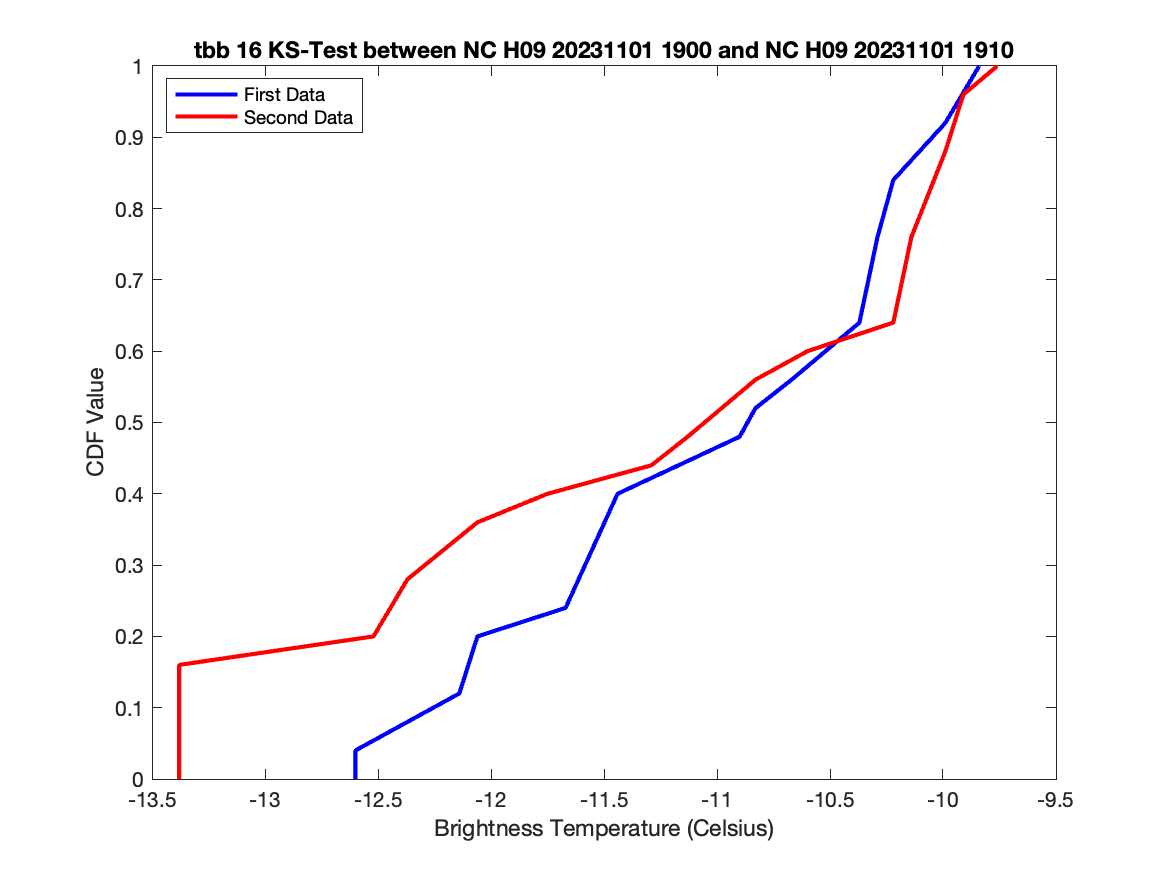 tbb 16 KS-Test between NC H09 20231101 1900 and NC H09 20231101 1910
First Data
Second Data
1
0.9
0.8
0.7
0.6
0.5
0.4
0.3
0.2
0.1
0
CDF Value
-13.5 -13 -12.5 -12 -11.5 -11 -10.5 -10 -9.5
Brightness Temperature (Celsius)